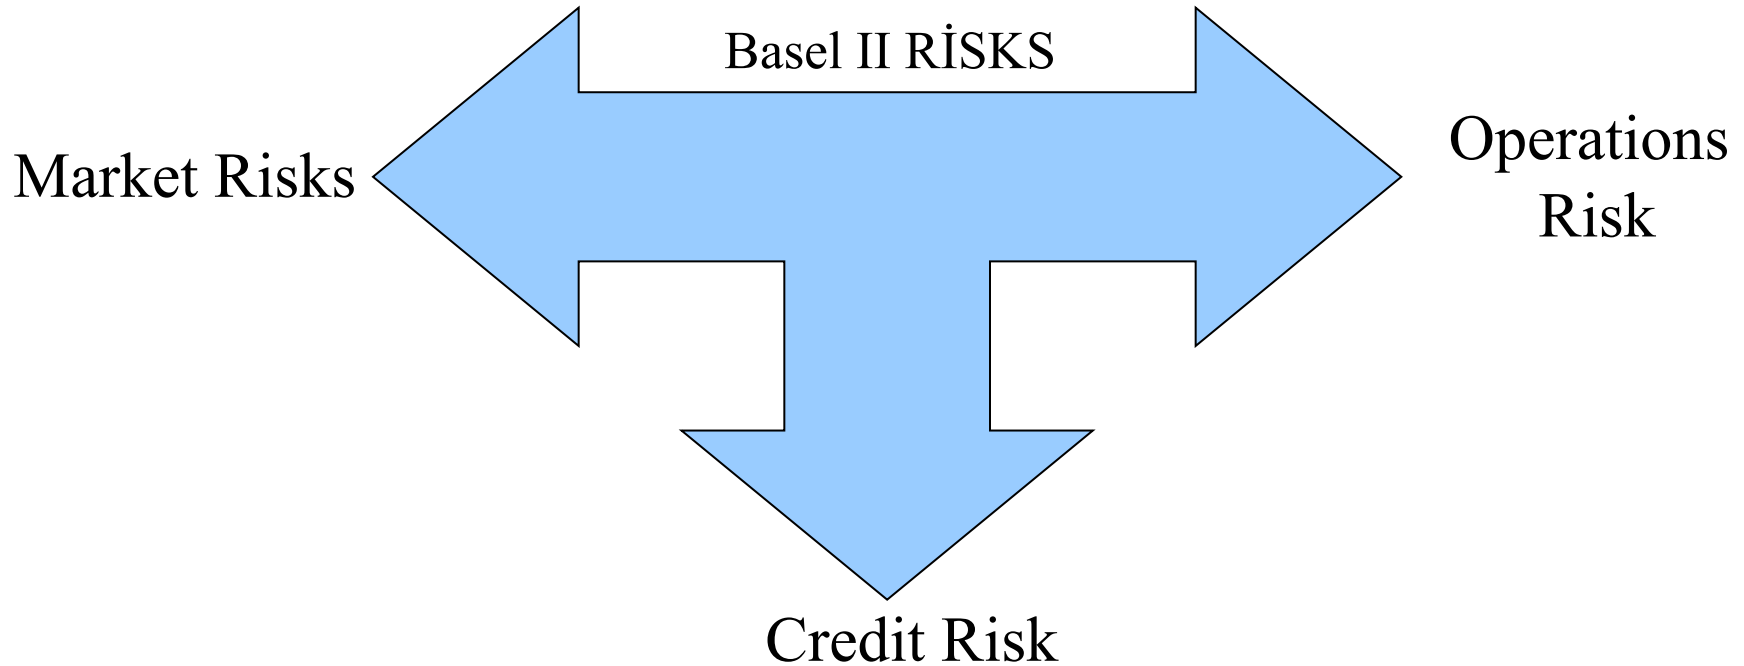 Basel II RİSKS
Market Risks
Operations
Risk
Credit Risk